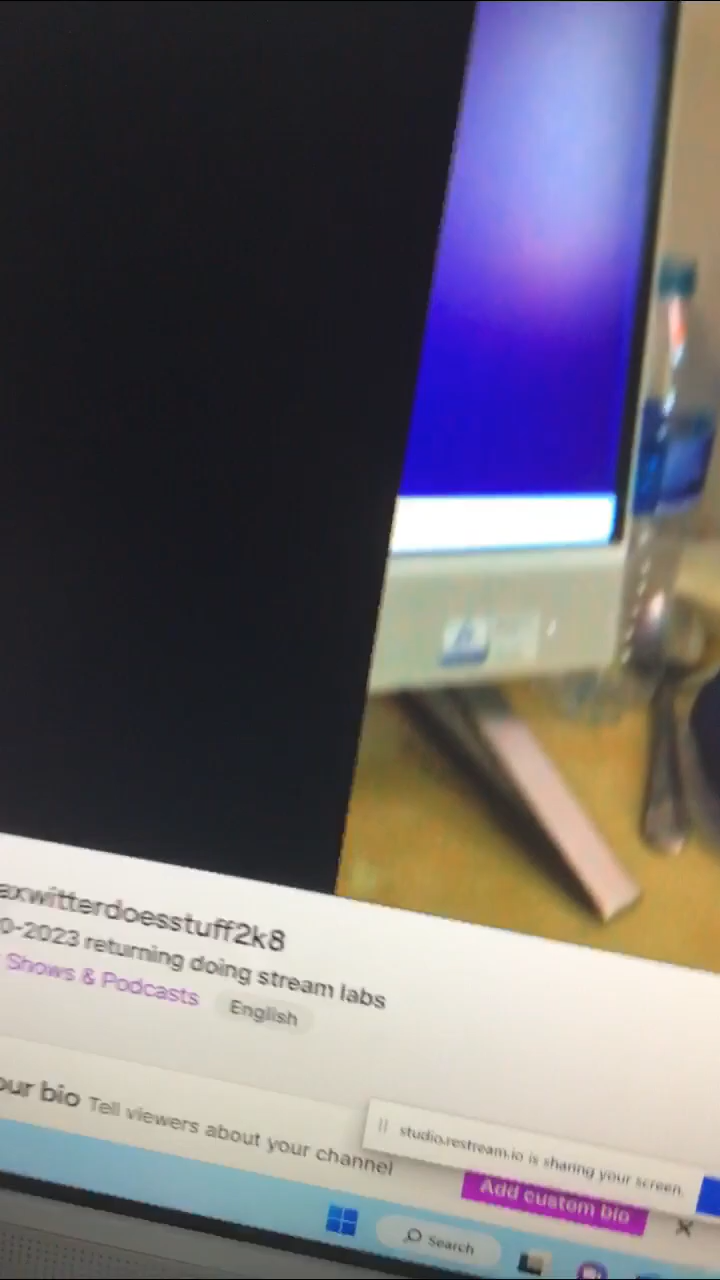 axwitterdoesstuff2k8
0-2023 returning doing stream labs
Shows & Podcasts English
our bio Tell viewers about your channel
studio.restream.io is sharing your screen.
Add custom bio
Search